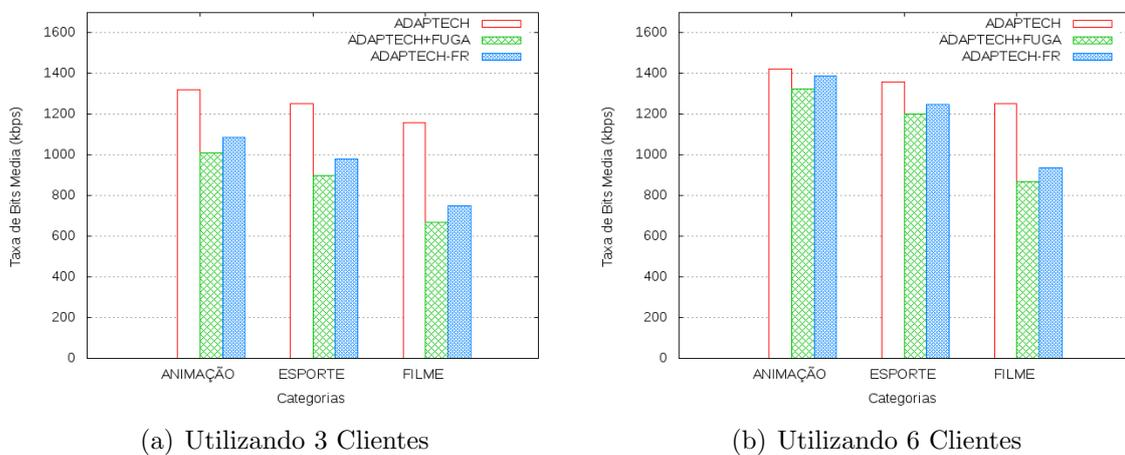 1600
1400
1200
1000
800
600
400
200
0
Taxa de Bits Media (kbps)
ADAPTECH
ADAPTECH+FUGA
ADAPTECH-FR
ANIMAÇÃO ESPORTE FILME
Categorias
(a) Utilizando 3 Clientes
1600
1400
1200
1000
800
600
400
200
0
Taxa de Bits Media (kbps)
ADAPTECH
ADAPTECH+FUGA
ADAPTECH-FR
ANIMAÇÃO ESPORTE FILME
Categorias
(b) Utilizando 6 Clientes